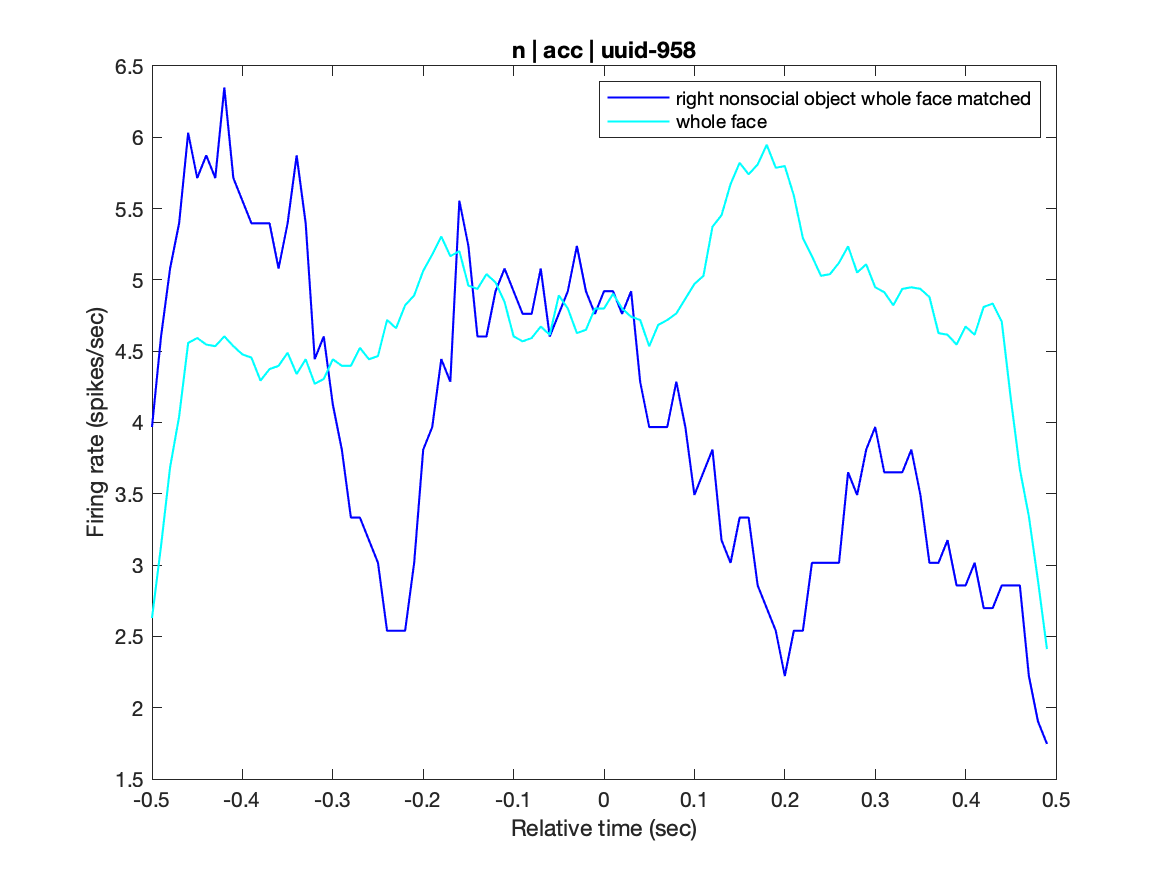 n | acc | uuid-958
right nonsocial object whole face matched
whole face
Firing rate (spikes/sec)
6.5
6
5.5
5
4.5
4
3.5
3
2.5
2
1.5
-0.5 -0.4 -0.3 -0.2 -0.1 0 0.1 0.2 0.3 0.4 0.5
Relative time (sec)